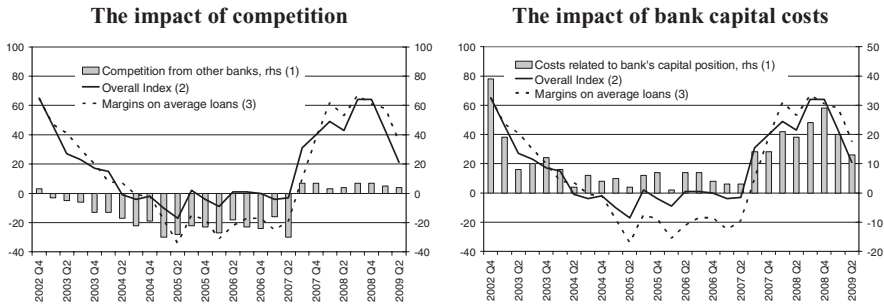 The impact of competition
100
80
60
40
20
0
-20
-40
100
80
60
40
20
0
-20
-40
Competition from other banks, rhs (1)
Overall Index (2)
Margins on average loans (3)
2002 Q4
2003 Q2
2003 Q4
2004 Q2
2004 Q4
2005 Q2
2005 Q4
2006 Q2
2006 Q4
2007 Q2
2007 Q4
2008 Q2
2008 Q4
2009 Q2
The impact of bank capital costs
100
80
60
40
20
0
-20
-40
50
40
30
20
10
0
-10
-20
Costs related to bank's capital position, rhs (1)
Overall Index (2)
Margins on average loans (3)
2002 Q4
2003 Q2
2003 Q4
2004 Q2
2004 Q4
2005 Q2
2005 Q4
2006 Q2
2006 Q4
2007 Q2
2007 Q4
2008 Q2
2008 Q4
2009 Q2